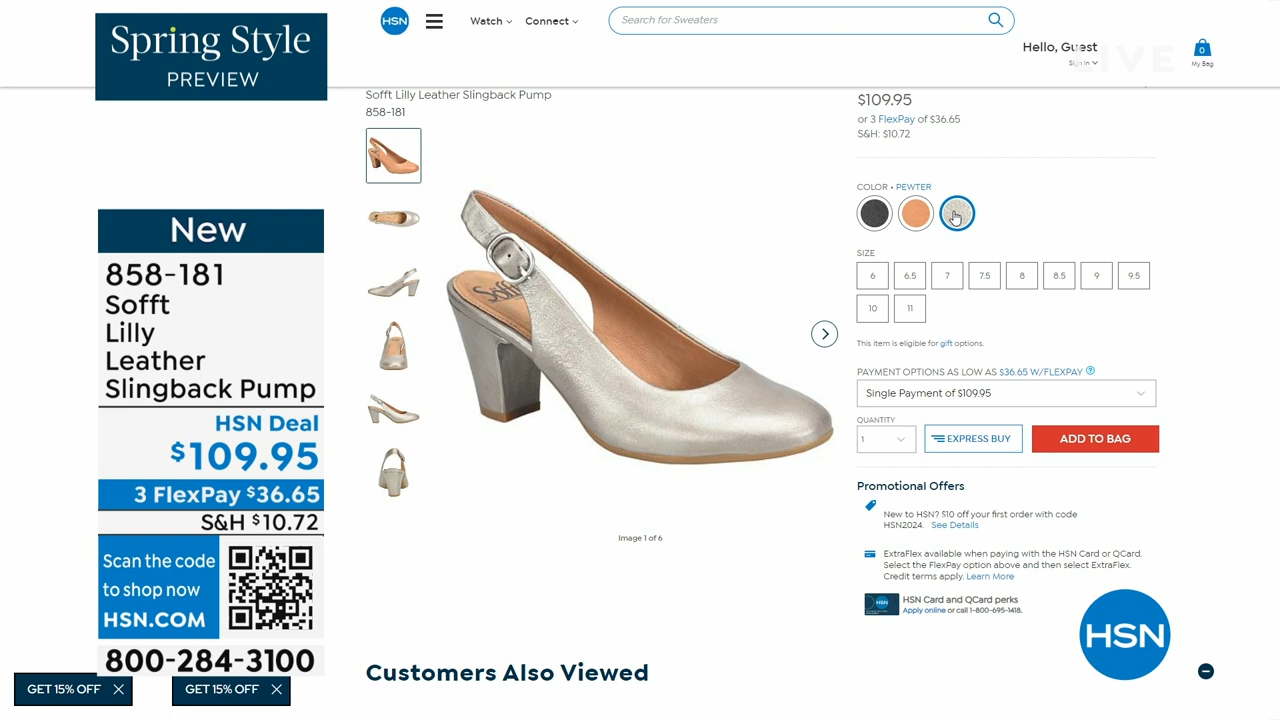 Spring Style
PREVIEW
HSN
Watch
Connect
Search for Sweaters
Hello, Guest
Sign In
LIVE
0
My Bag
Sofft Lilly Leather Slingback Pump
858-181
$109.95
or 3 FlexPay of $36.65
S&H: $10.72
COLOR • PEWTER
SIZE
6 6.5 7 7.5 8 8.5 9 9.5
10 11
This item is eligible for gift options.
PAYMENT OPTIONS AS LOW AS $36.65 W/FLEXPAY ?
Single Payment of $109.95
QUANTITY
1
EXPRESS BUY
ADD TO BAG
Promotional Offers
New to HSN? $10 off your first order with code
HSN2024. See Details
ExtraFlex available when paying with the HSN Card or QCard.
Select the FlexPay option above and then select ExtraFlex.
Credit terms apply. Learn More
HSN Card and QCard perks
Apply online or call 1-800-695-1418.
Sofft
Image 1 of 6
Customers Also Viewed
New
858-181
Sofft
Lilly
Leather
Slingback Pump
HSN Deal
$109.95
3 FlexPay $36.65
S&H $10.72
Scan the code
to shop now
HSN.COM
800-284-3100
GET 15% OFF
GET 15% OFF
HSN